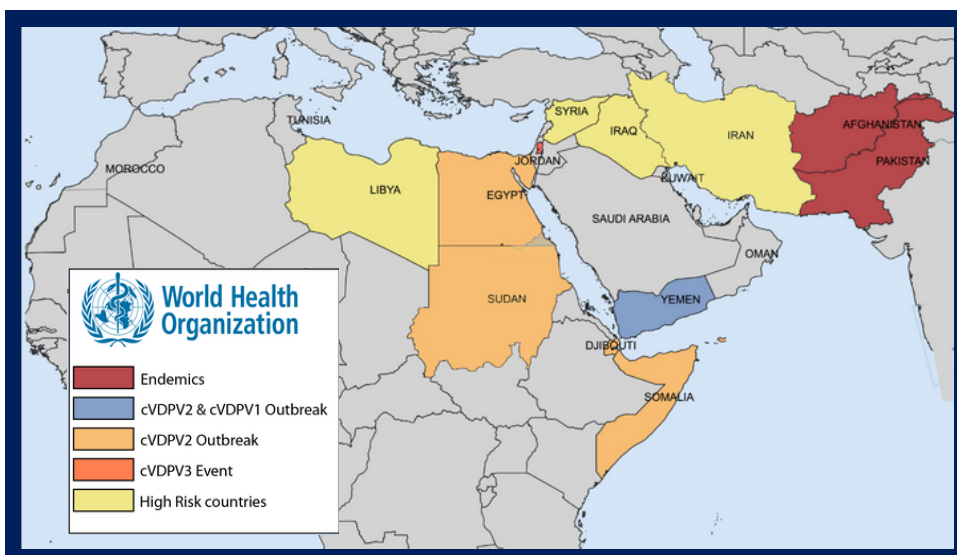 TUNISIA
MOROCCO
LIBYA
EGYPT
JORDAN
SYRIA
IRAQ
IRAN
KUWAIT
AFGHANISTAN
PAKISTAN
SAUDI ARABIA
OMAN
YEMEN
SUDAN
DJIBOUTI
SOMALIA
World Health
Organization
Endemics
cVDPV2 & cVDPV1 Outbreak
cVDPV2 Outbreak
cVDPV3 Event
High Risk countries